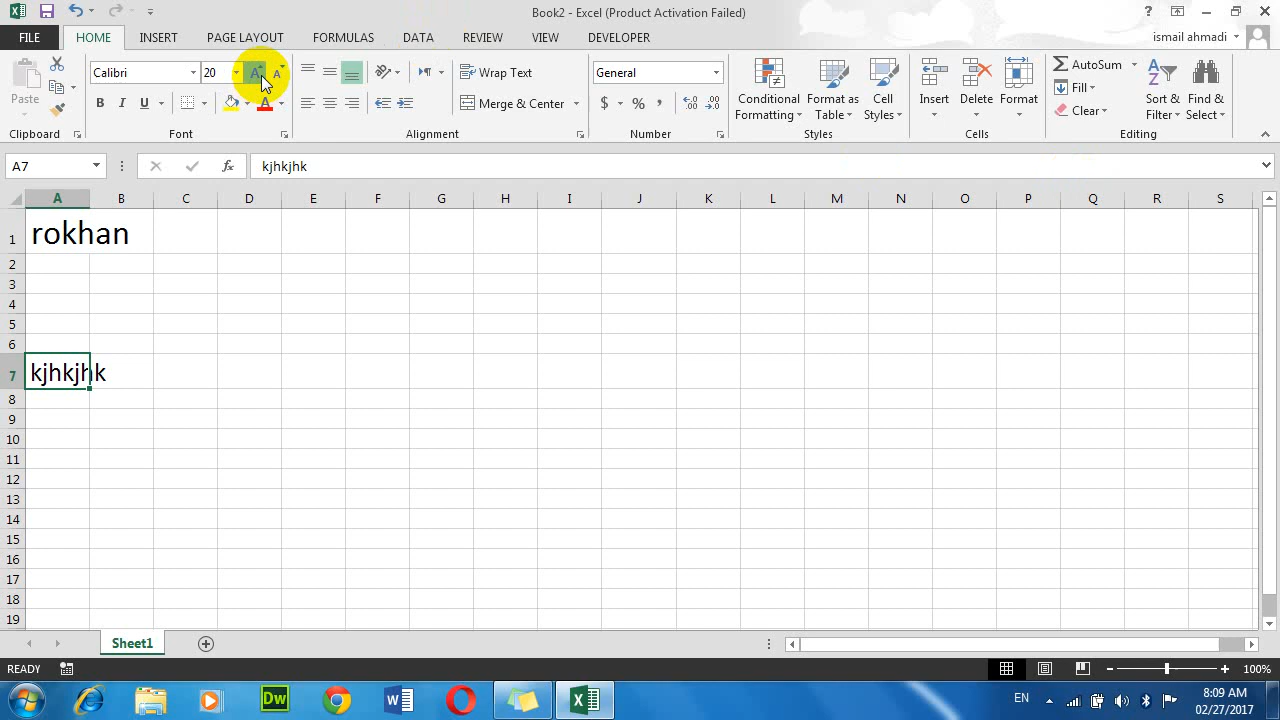 Book2 - Excel (Product Activation Failed)
?
FILE
HOME
INSERT
PAGE LAYOUT
FORMULAS
DATA
REVIEW
VIEW
DEVELOPER
ismail ahmadi
Paste
Clipboard
Calibri
20
A A
B I U
A
Font
Wrap Text
Merge & Center
Alignment
General
$ % ,
Number
Conditional Formatting
Format as Table
Cell Styles
Styles
Insert
Delete
Format
Cells
AutoSum
Fill
Clear
Sort & Filter
Find & Select
Editing
A7
fx
kjhkjhk
A B C D E F G H I J K L M N O P Q R S
1 rokhan
2
3
4
5
6
7 kjhkjhk
8
9
10
11
12
13
14
15
16
17
18
19
Sheet1
READY
100%
Dw
EN
8:09 AM
02/27/2017